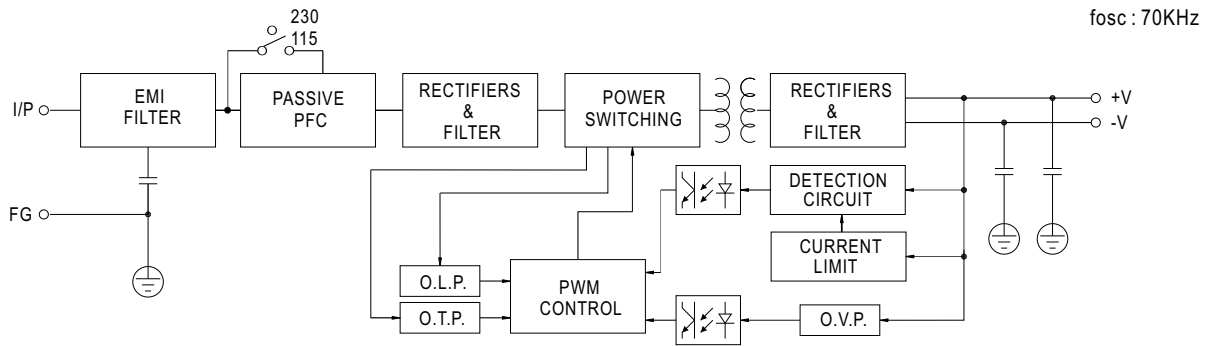 fosc : 70KHz
230
115
I/P
EMI
FILTER
PASSIVE
PFC
RECTIFIERS
&
FILTER
POWER
SWITCHING
RECTIFIERS
&
FILTER
+V
-V
FG
DETECTION
CIRCUIT
CURRENT
LIMIT
O.L.P.
O.T.P.
PWM
CONTROL
O.V.P.